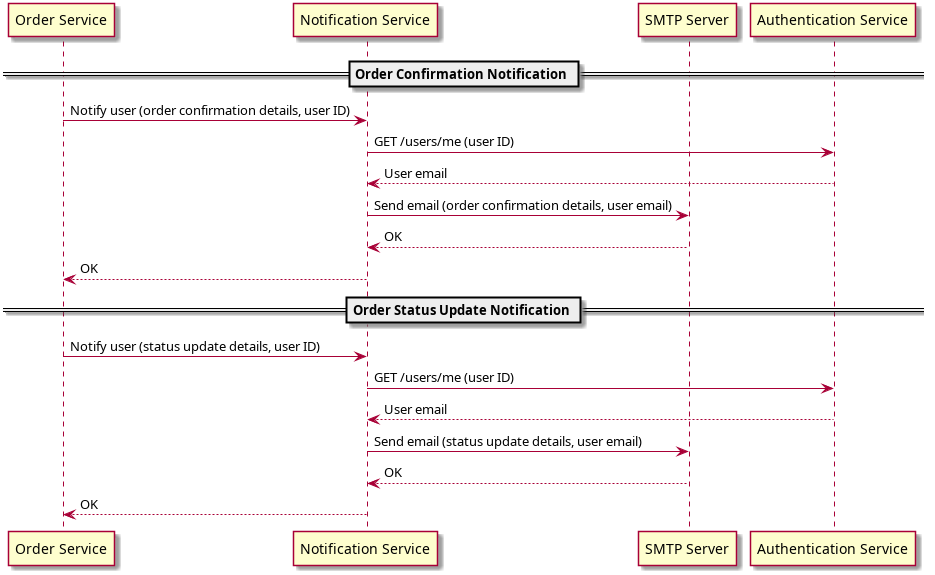 Order Service
Notification Service
SMTP Server
Authentication Service
Order Confirmation Notification
Notify user (order confirmation details, user ID)
GET /users/me (user ID)
User email
Send email (order confirmation details, user email)
OK
OK
Order Status Update Notification
Notify user (status update details, user ID)
GET /users/me (user ID)
User email
Send email (status update details, user email)
OK
OK
Order Service
Notification Service
SMTP Server
Authentication Service